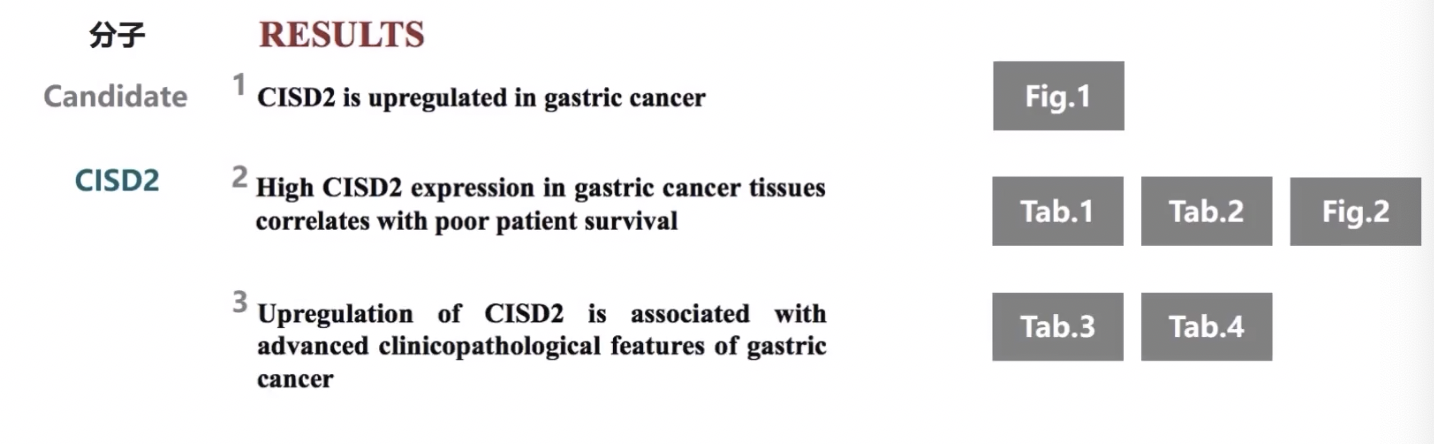 分子
RESULTS
Candidate
1 CISD2 is upregulated in gastric cancer
Fig.1
CISD2
2 High CISD2 expression in gastric cancer tissues
correlates with poor patient survival
Tab.1 Tab.2 Fig.2
3 Upregulation of CISD2 is associated with
advanced clinicopathological features of gastric
cancer
Tab.3 Tab.4